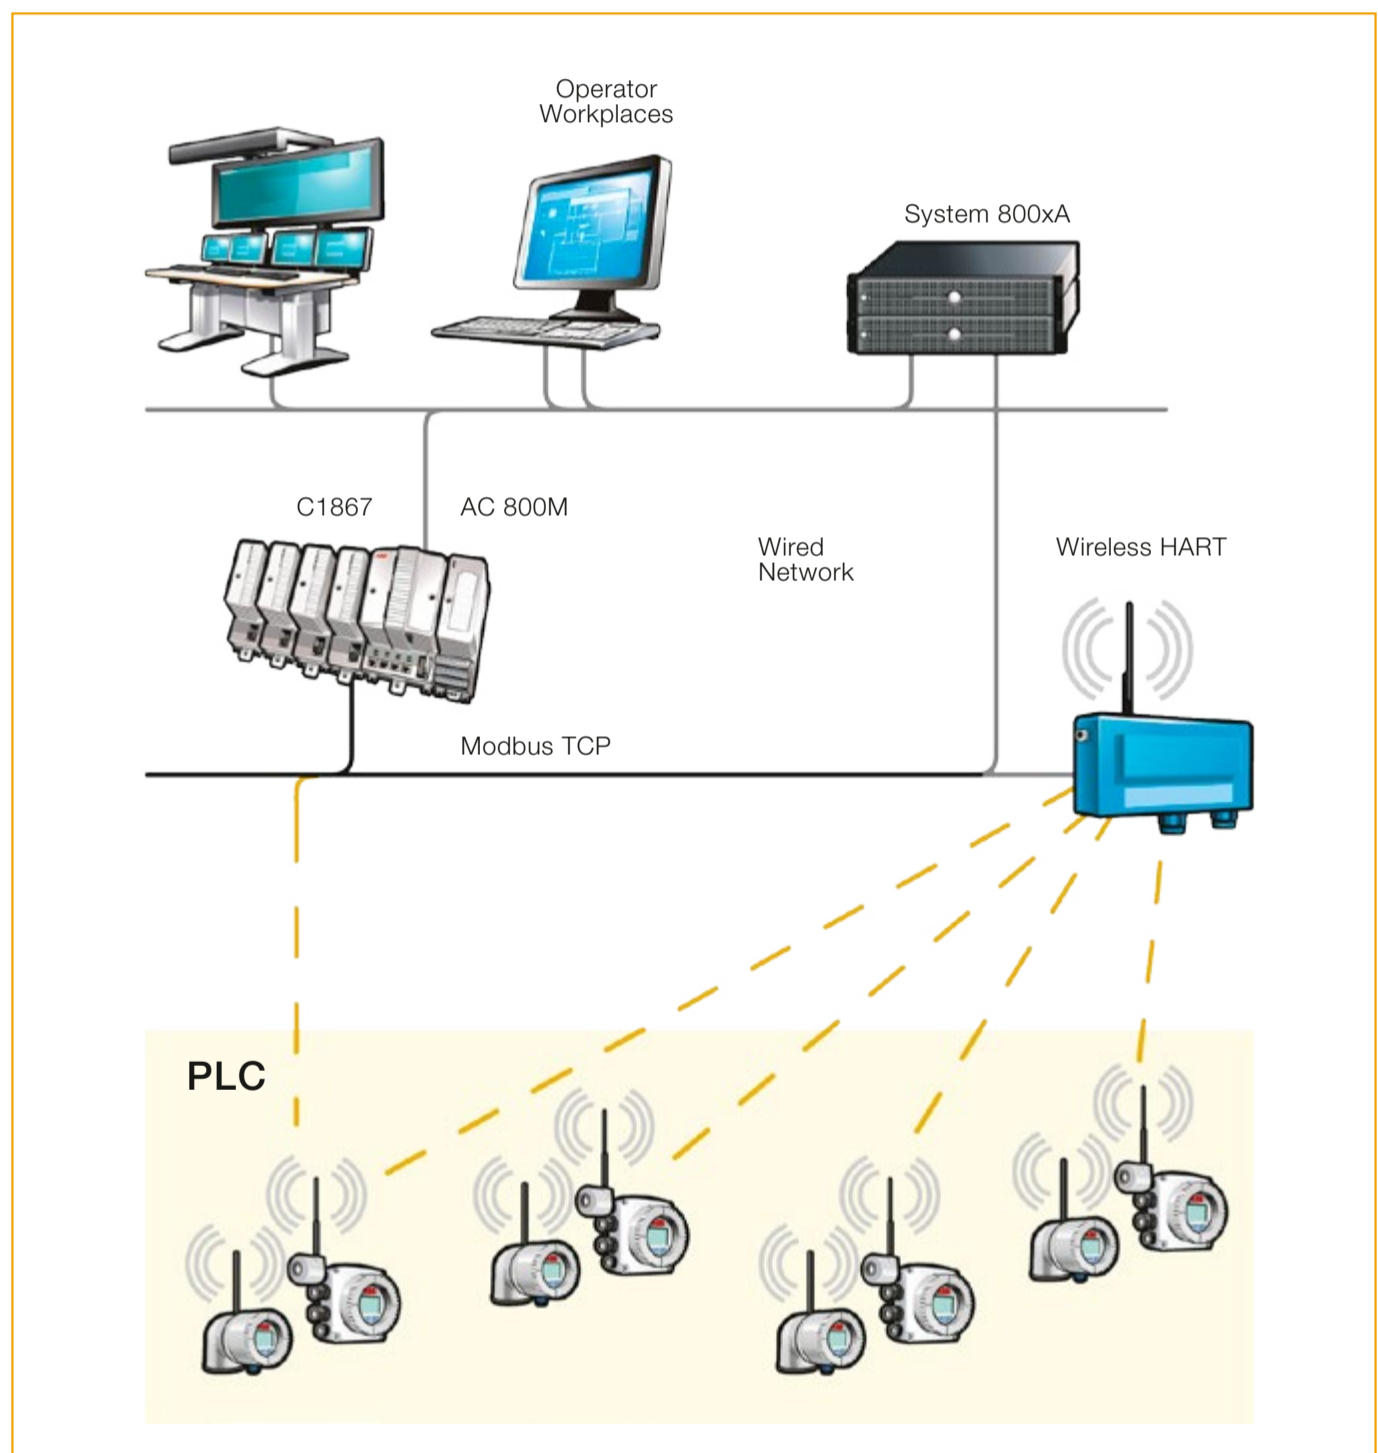 Operator
Workplaces
System 800xA
C1867
AC 800M
Wired
Network
Wireless HART
Modbus TCP
PLC